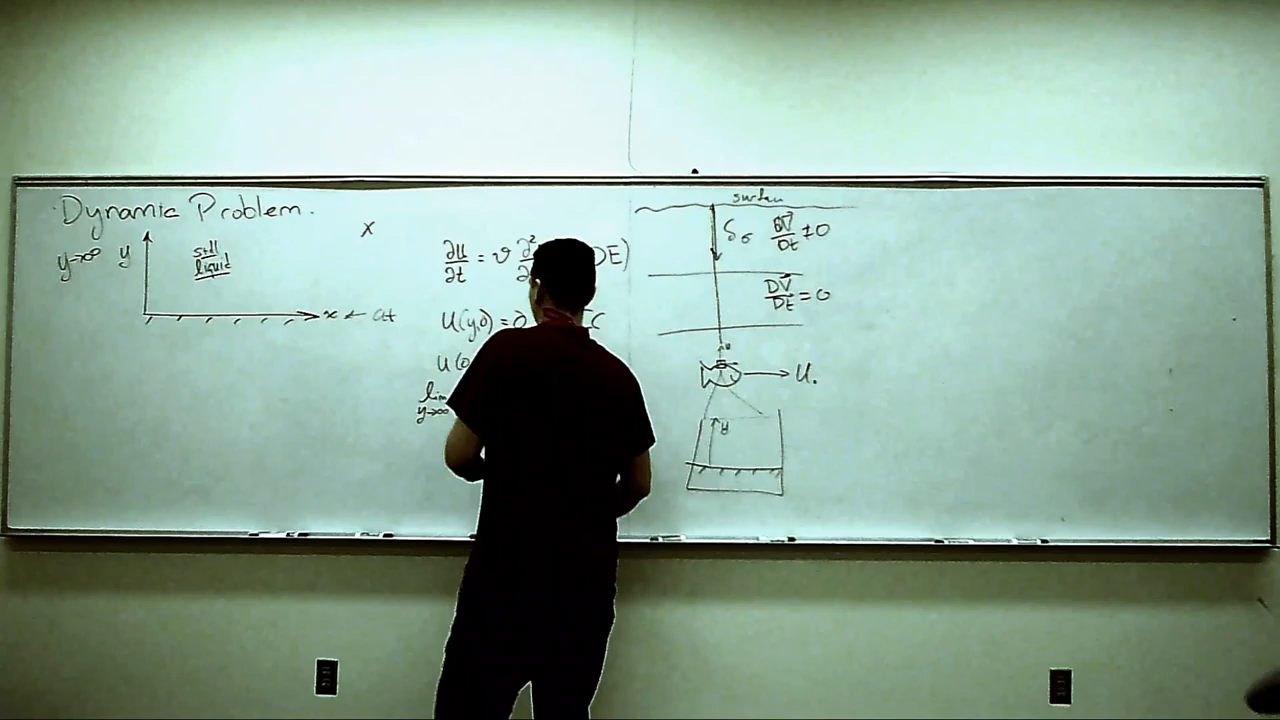 Dynamic Problem.
y→∞ y
still
liquid
x ← at
x
∂u/∂t = ν ∂²
DE)
u(y,0) = 0
C
u(0
lim
y→∞
surface
δσ DV⃗/Dt ≠ 0
DV⃗/Dt = 0
U.
y